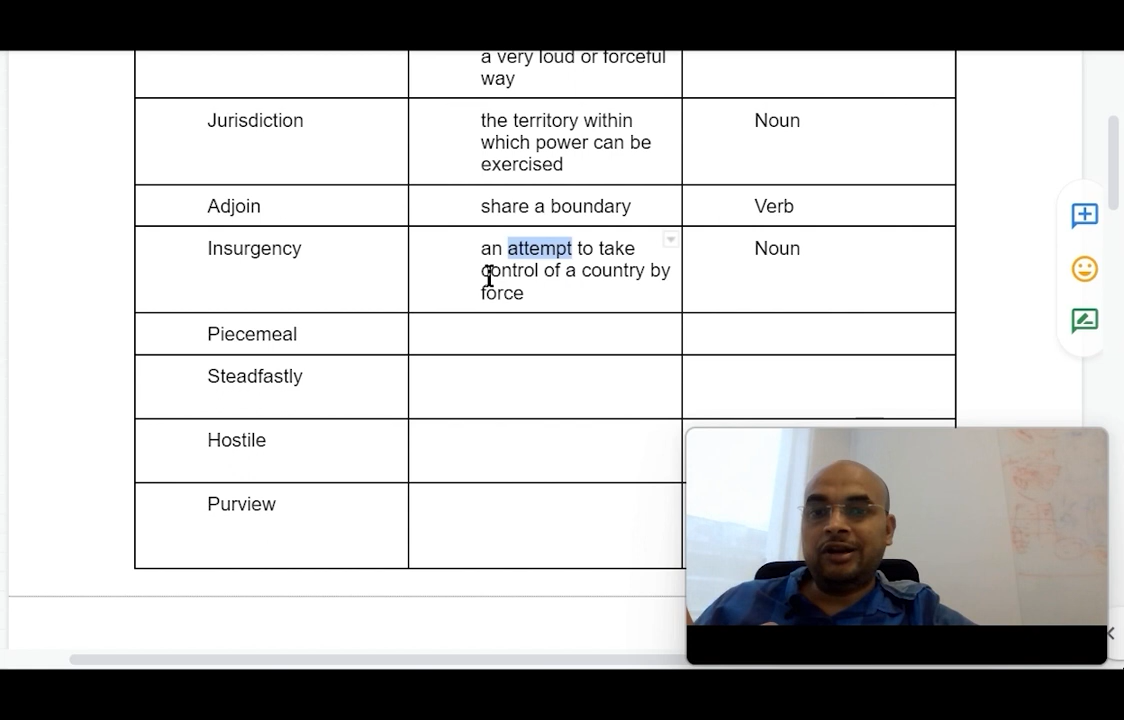 a very loud or forceful
way
Jurisdiction
the territory within
which power can be
exercised
Noun
Adjoin
share a boundary
Verb
Insurgency
an attempt to take
control of a country by
force
Noun
Piecemeal
Steadfastly
Hostile
Purview